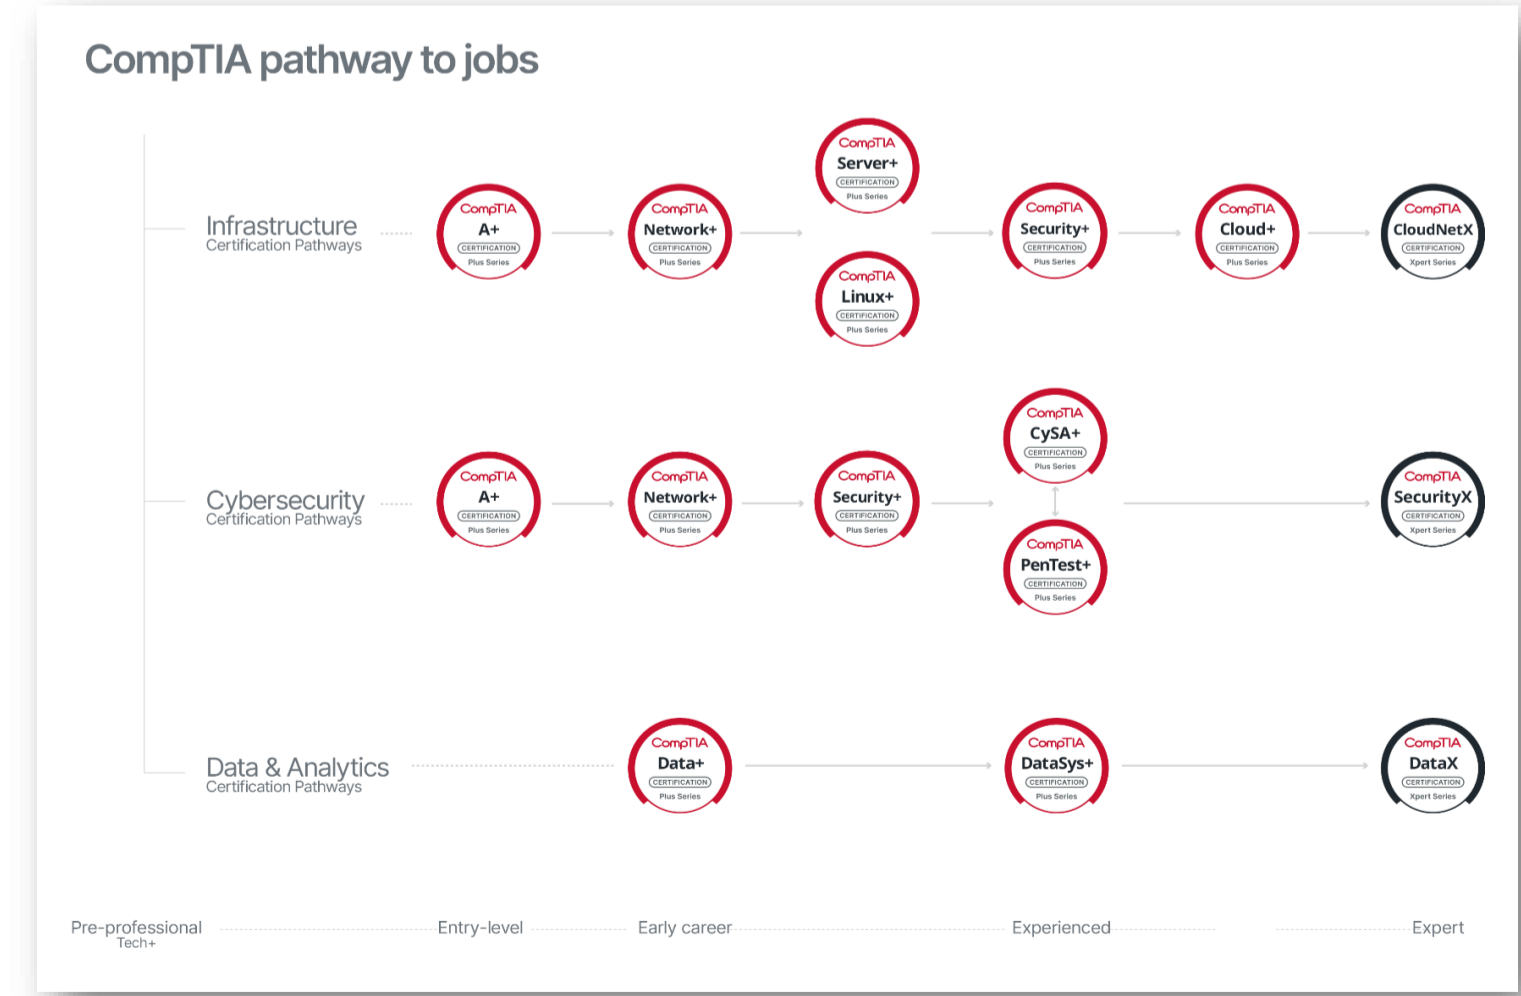 CompTIA pathway to jobs
Infrastructure
Certification Pathways
CompTIA
A+
CERTIFICATION
Plus Series
CompTIA
Network+
CERTIFICATION
Plus Series
CompTIA
Server+
CERTIFICATION
Plus Series
CompTIA
Linux+
CERTIFICATION
Plus Series
CompTIA
Security+
CERTIFICATION
Plus Series
CompTIA
Cloud+
CERTIFICATION
Plus Series
CompTIA
CloudNetX
CERTIFICATION
Xpert Series
Cybersecurity
Certification Pathways
CompTIA
A+
CERTIFICATION
Plus Series
CompTIA
Network+
CERTIFICATION
Plus Series
CompTIA
Security+
CERTIFICATION
Plus Series
CompTIA
CySA+
CERTIFICATION
Plus Series
CompTIA
PenTest+
CERTIFICATION
Plus Series
CompTIA
SecurityX
CERTIFICATION
Xpert Series
Data & Analytics
Certification Pathways
CompTIA
Data+
CERTIFICATION
Plus Series
CompTIA
DataSys+
CERTIFICATION
Plus Series
CompTIA
DataX
CERTIFICATION
Xpert Series
Pre-professional
Tech+
Entry-level
Early career
Experienced
Expert